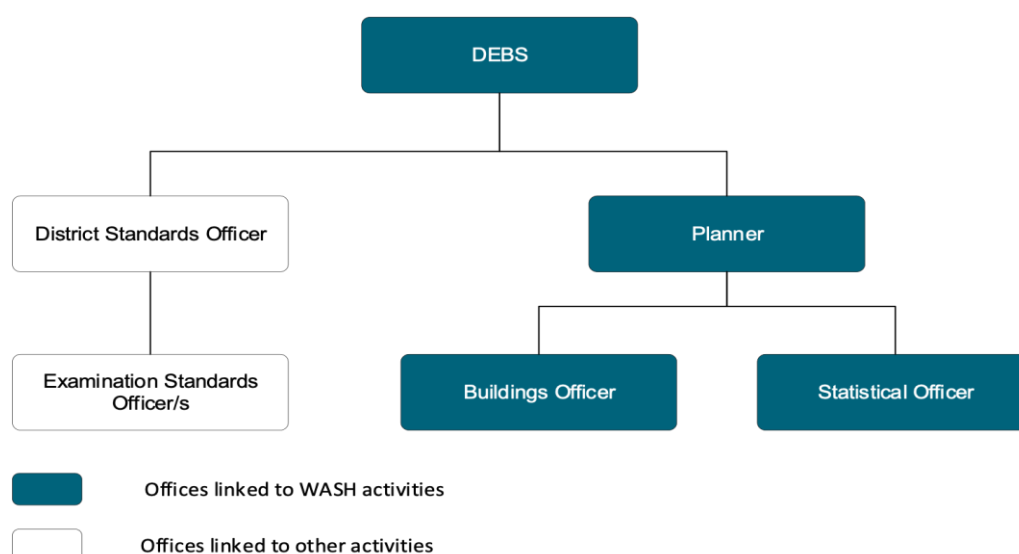 DEBS
District Standards Officer
Planner
Examination Standards
Officer/s
Buildings Officer
Statistical Officer
Offices linked to WASH activities
Offices linked to other activities